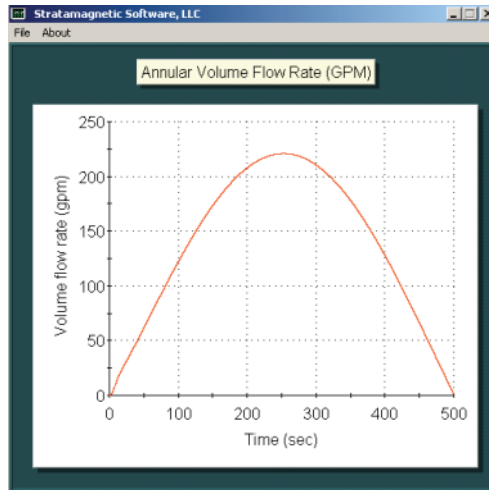 Stratamagnetic Software, LLC
File About
Annular Volume Flow Rate (GPM)
250
200
150
100
50
0
Volume flow rate (gpm)
0 100 200 300 400 500
Time (sec)